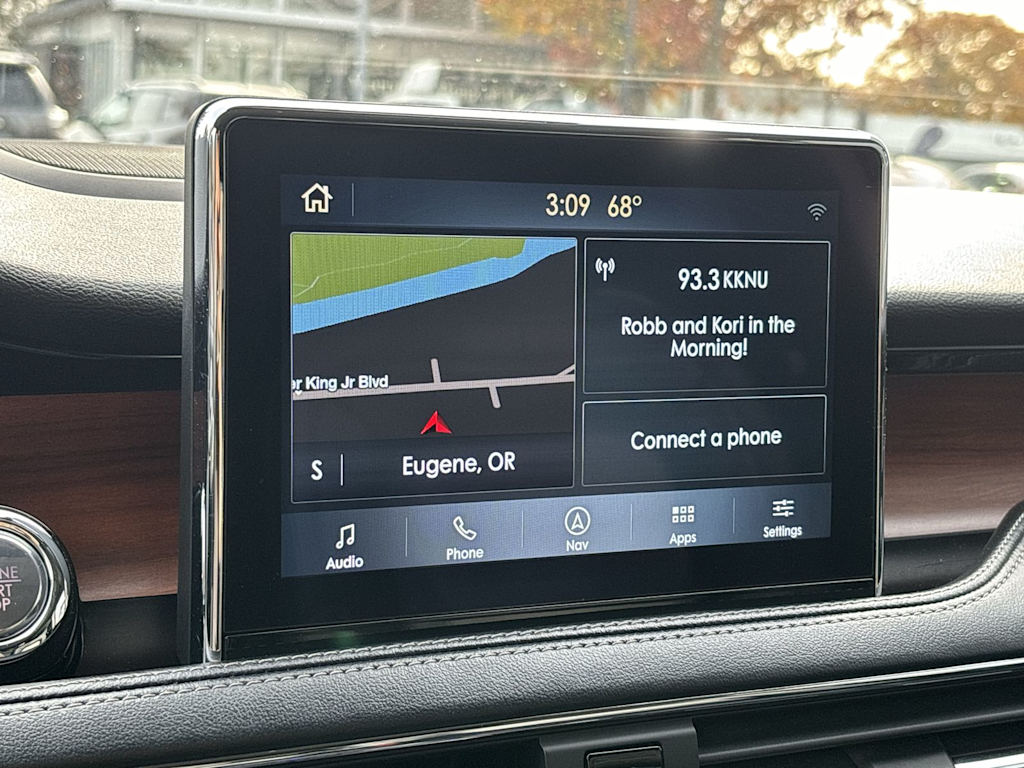 3:09 68°
93.3 KKNU
Robb and Kori in the
Morning!
er King Jr Blvd
Connect a phone
S
Eugene, OR
Audio
Phone
Nav
Apps
Settings